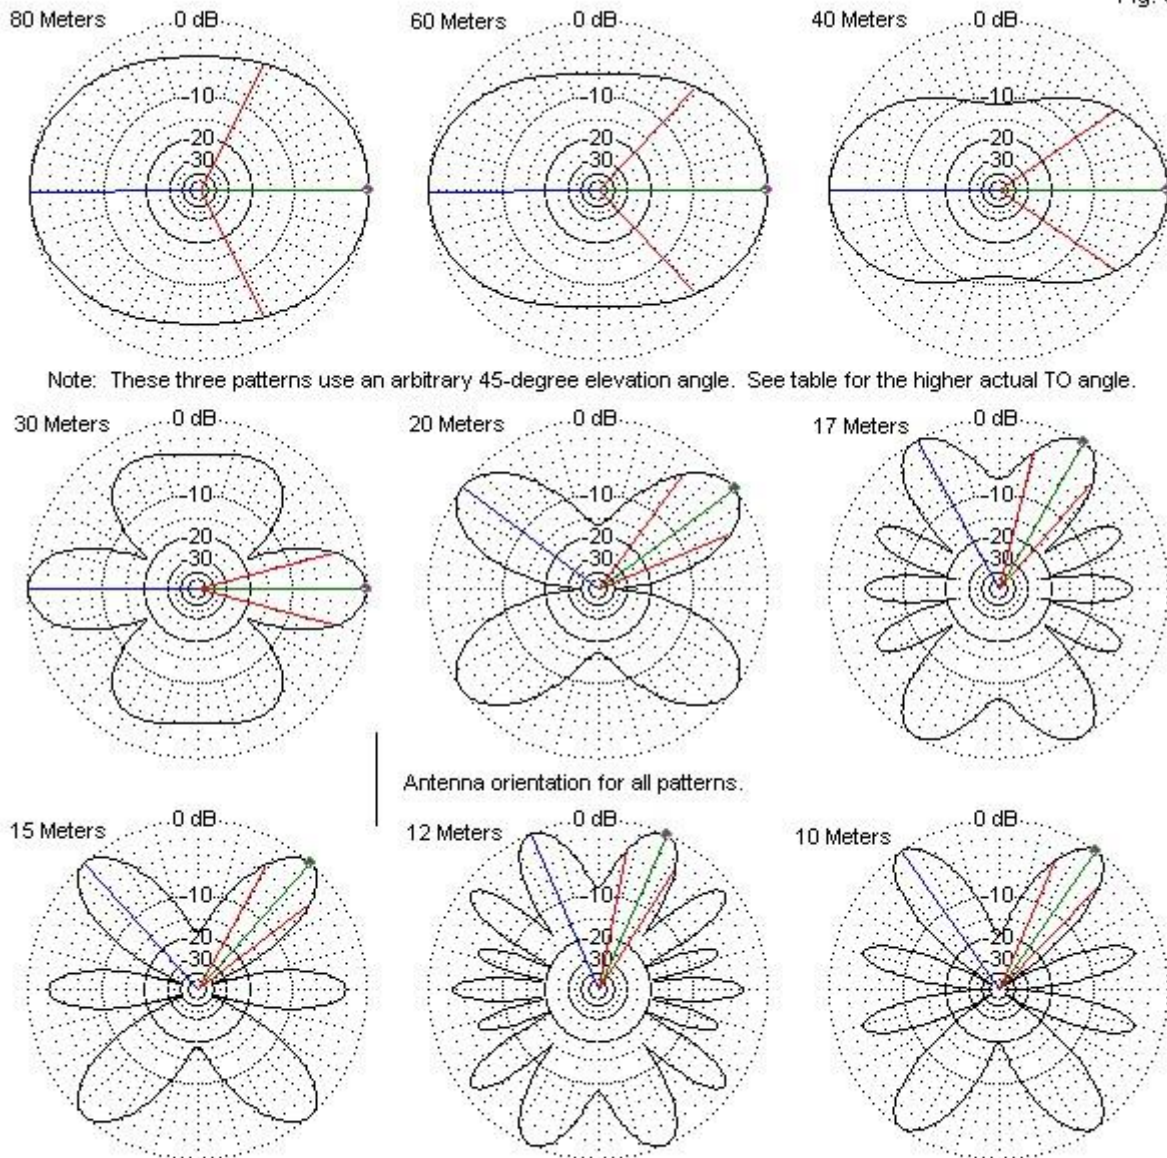 Fig.
80 Meters
0 dB
-10
20
30
60 Meters
0 dB
-10
20
30
40 Meters
0 dB
-10
20
30
Note: These three patterns use an arbitrary 45-degree elevation angle. See table for the higher actual TO angle.
30 Meters
0 dB
-10
20
30
20 Meters
0 dB
-10
20
30
17 Meters
0 dB
-10
20
30
Antenna orientation for all patterns.
15 Meters
0 dB
-10
20
30
12 Meters
0 dB
-10
20
30
10 Meters
0 dB
-10
20
30